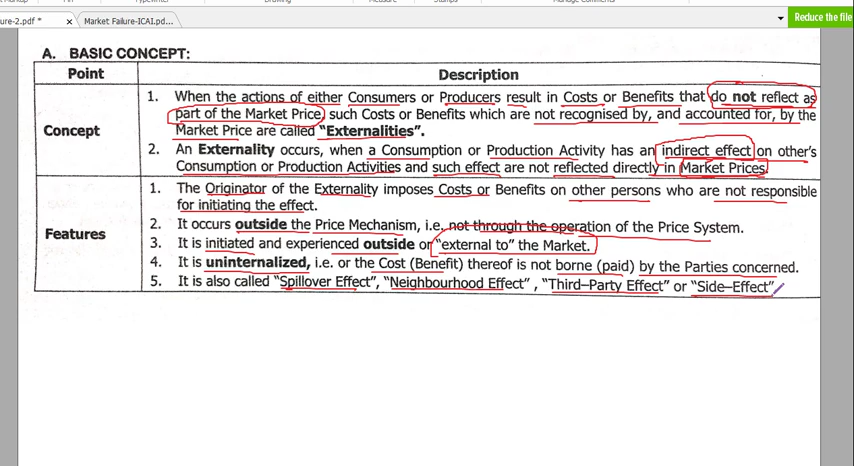 ure-2.pdf *
Market Failure-ICAI.pd...
Reduce the file
A. BASIC CONCEPT:
Point
Description
Concept
1. When the actions of either Consumers or Producers result in Costs or Benefits that do not reflect as
part of the Market Price, such Costs or Benefits which are not recognised by, and accounted for, by the
Market Price are called "Externalities".
2. An Externality occurs, when a Consumption or Production Activity has an indirect effect on other's
Consumption or Production Activities and such effect are not reflected directly in Market Prices.
Features
1. The Originator of the Externality imposes Costs or Benefits on other persons who are not responsible
for initiating the effect.
2. It occurs outside the Price Mechanism, i.e. not through the operation of the Price System.
3. It is initiated and experienced outside or "external to" the Market.
4. It is uninternalized, i.e. or the Cost (Benefit) thereof is not borne (paid) by the Parties concerned.
5. It is also called "Spillover Effect", "Neighbourhood Effect" , "Third–Party Effect" or "Side–Effect"